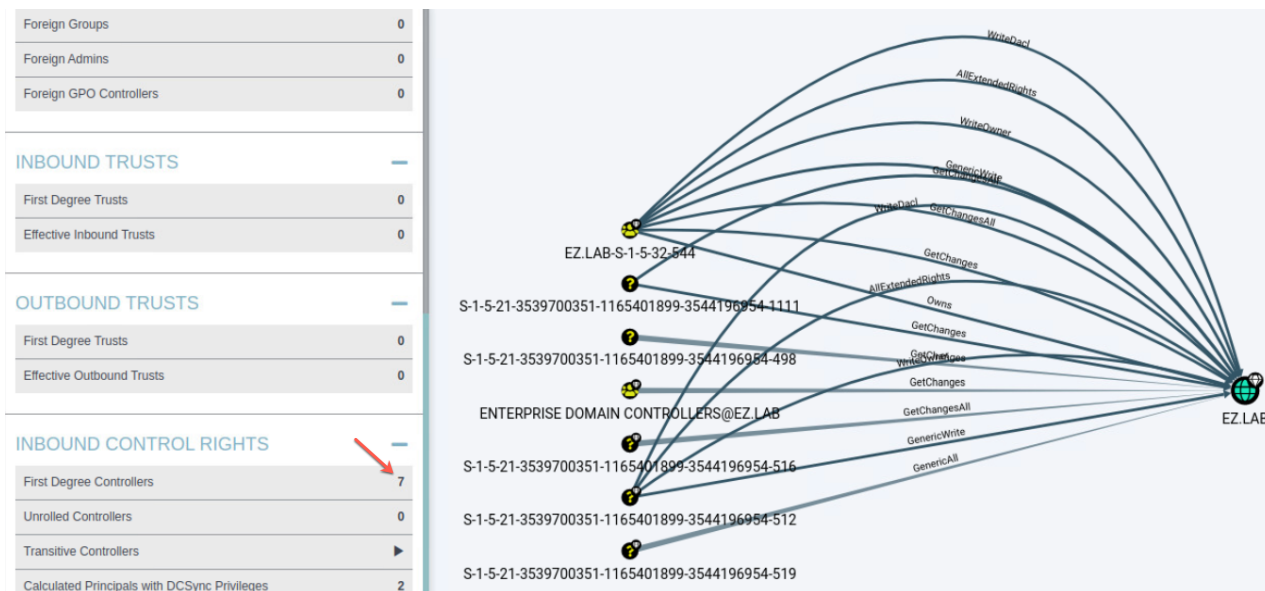 Foreign Groups 0
Foreign Admins 0
Foreign GPO Controllers 0
INBOUND TRUSTS
First Degree Trusts 0
Effective Inbound Trusts 0
OUTBOUND TRUSTS
First Degree Trusts 0
Effective Outbound Trusts 0
INBOUND CONTROL RIGHTS
First Degree Controllers 7
Unrolled Controllers 0
Transitive Controllers
Calculated Principals with DCSync Privileges 2
WriteDacl
AllExtendedRights
WriteOwner
GenericWrite
GetChangesAll
WriteDacl
GetChangesAll
EZ.LAB-S-1-5-32-544
GetChanges
AllExtendedRights
Owns
S-1-5-21-3539700351-1165401899-3544196954-1111
GetChanges
GetChanges
WriteOwner
S-1-5-21-3539700351-1165401899-3544196954-498
GetChanges
ENTERPRISE DOMAIN CONTROLLERS@EZ.LAB
GetChangesAll
EZ.LAB
GenericWrite
S-1-5-21-3539700351-1165401899-3544196954-516
GenericAll
S-1-5-21-3539700351-1165401899-3544196954-512
S-1-5-21-3539700351-1165401899-3544196954-519